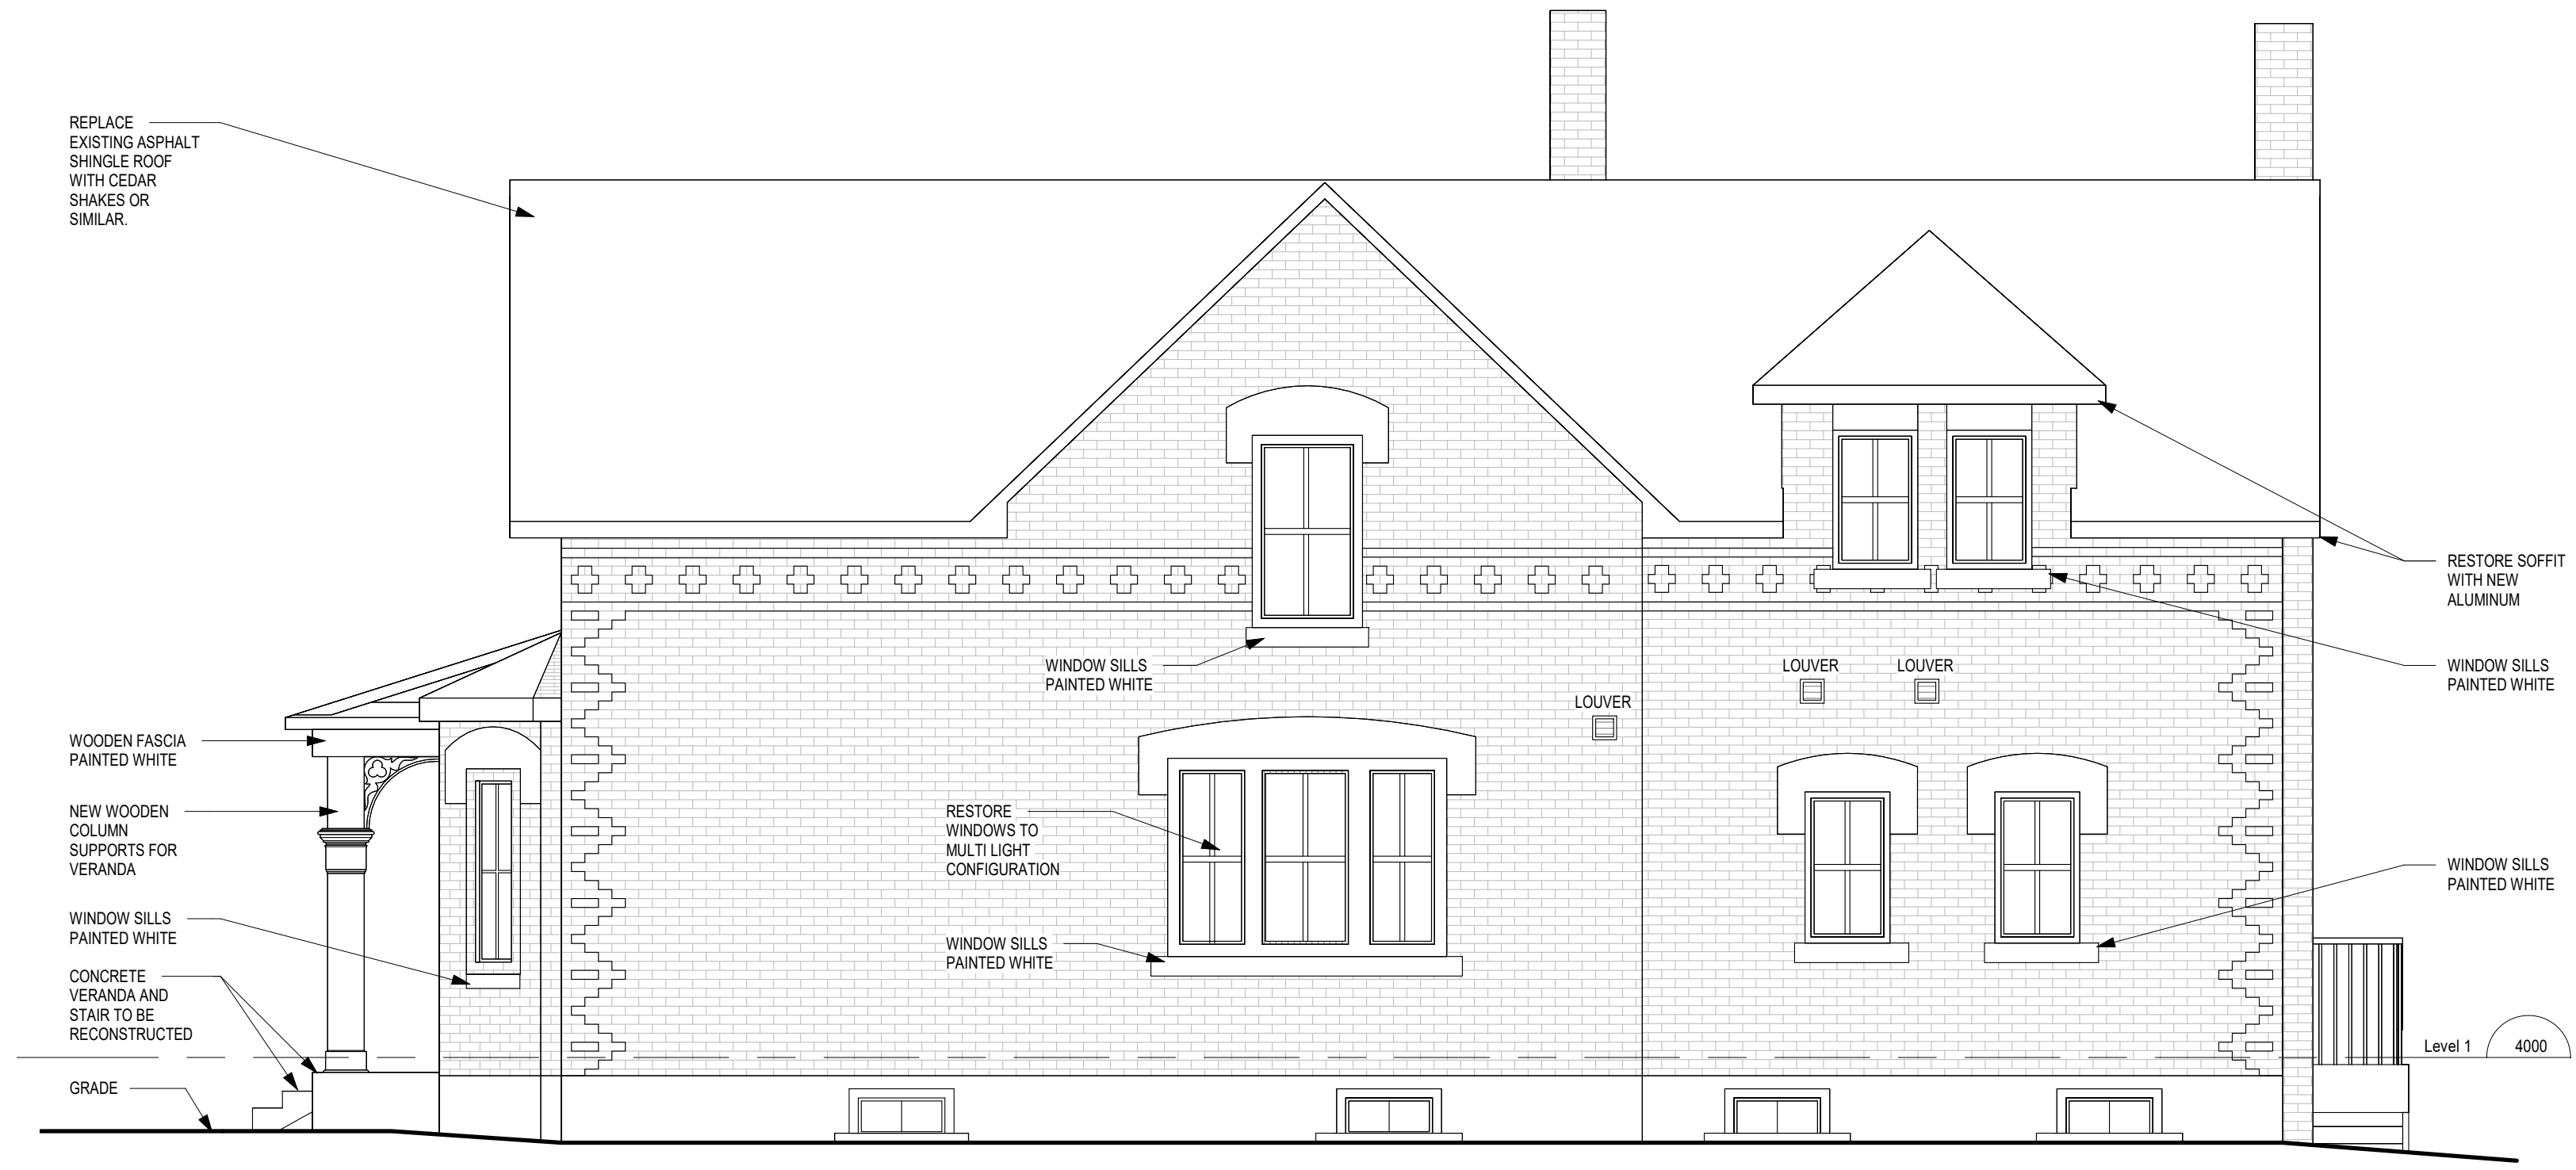 REPLACE
EXISTING ASPHALT
SHINGLE ROOF
WITH CEDAR
SHAKES OR
SIMILAR.
WOODEN FASCIA
PAINTED WHITE
NEW WOODEN
COLUMN
SUPPORTS FOR
VERANDA
WINDOW SILLS
PAINTED WHITE
CONCRETE
VERANDA AND
STAIR TO BE
RECONSTRUCTED
GRADE
WINDOW SILLS
PAINTED WHITE
RESTORE
WINDOWS TO
MULTI LIGHT
CONFIGURATION
WINDOW SILLS
PAINTED WHITE
LOUVER
LOUVER
LOUVER
RESTORE SOFFIT
WITH NEW
ALUMINUM
WINDOW SILLS
PAINTED WHITE
WINDOW SILLS
PAINTED WHITE
Level 1
4000